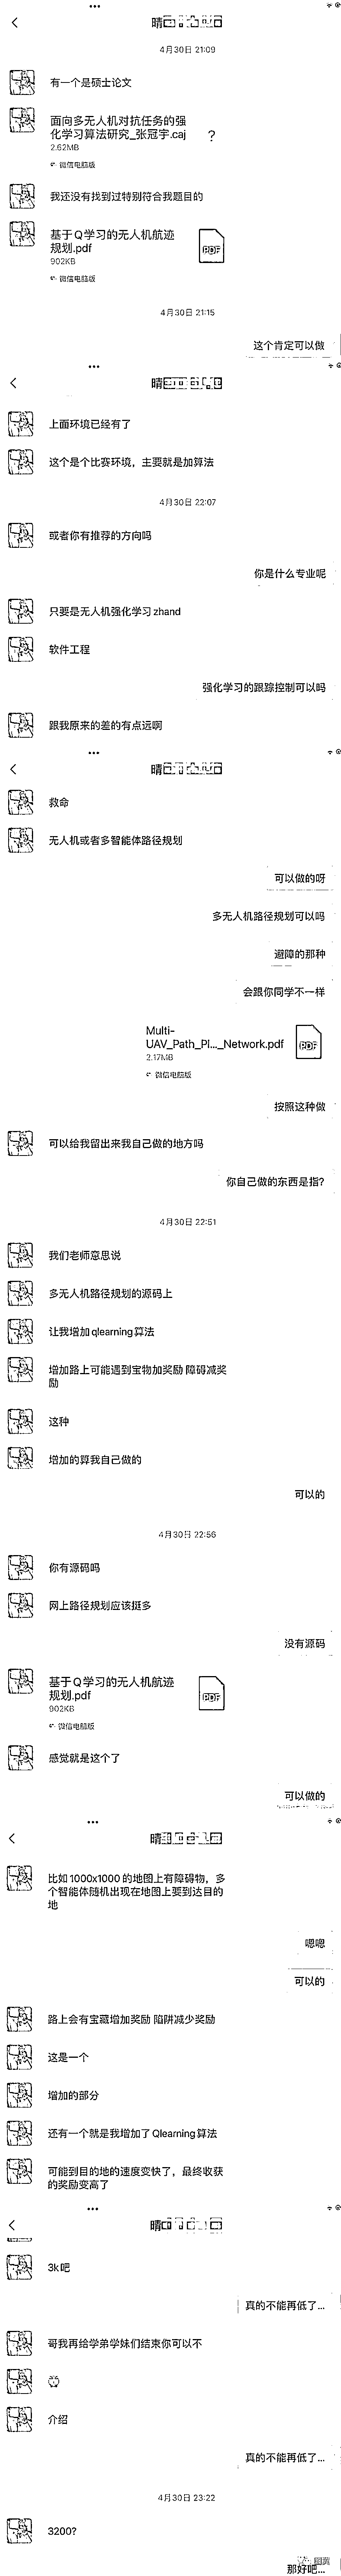 晴
4月30日 21:09
有一个是硕士论文
面向多无人机对抗任务的强
化学习算法研究_张冠宇.caj
2.62MB
?
微信电脑版
我还没有找到过特别符合我题目的
基于Q学习的无人机航迹
规划.pdf
902KB
PDF
微信电脑版
4月30日 21:15
这个肯定可以做
晴
上面环境已经有了
这个是个比赛环境，主要就是加算法
4月30日 22:07
或者你有推荐的方向吗
你是什么专业呢
只要是无人机强化学习zhand
软件工程
强化学习的跟踪控制可以吗
跟我原来的差的有点远啊
晴
救命
无人机或者多智能体路径规划
可以做的呀
多无人机路径规划可以吗
避障的那种
会跟你同学不一样
Multi-
UAV_Path_Pl..._Network.pdf
2.17MB
PDF
微信电脑版
按照这种做
可以给我留出来我自己做的地方吗
你自己做的东西是指?
4月30日 22:51
我们老师意思说
多无人机路径规划的源码上
让我增加qlearning算法
增加路上可能遇到宝物加奖励 障碍减奖
励
这种
增加的算我自己做的
可以的
4月30日 22:56
你有源码吗
网上路径规划应该挺多
没有源码
基于Q学习的无人机航迹
规划.pdf
902KB
PDF
微信电脑版
感觉就是这个了
可以做的
晴
比如1000x1000的地图上有障碍物，多
个智能体随机出现在地图上要到达目的
地
嗯嗯
可以的
路上会有宝藏增加奖励 陷阱减少奖励
这是一个
增加的部分
还有一个就是我增加了Qlearning算法
可能到目的地的速度变快了，最终收获
的奖励变高了
晴
3k吧
真的不能再低了...
哥我再给学弟学妹们结束你可以不
介绍
真的不能再低了...
4月30日 23:22
3200?
那好吧...